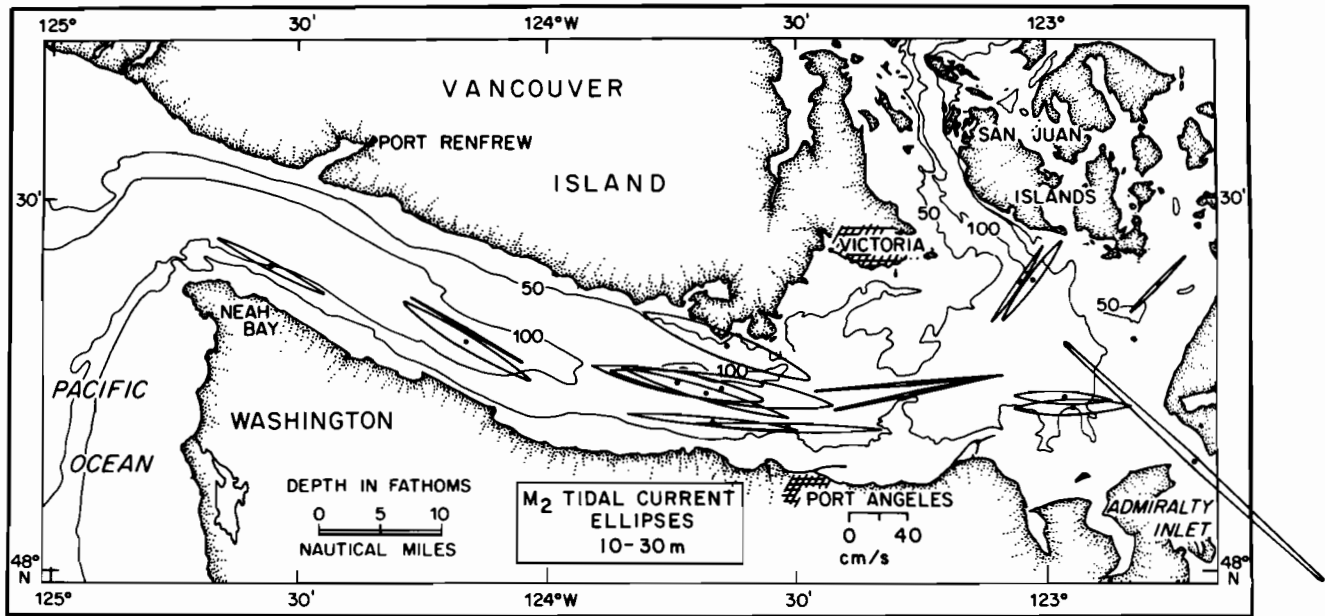 125°
30'
124°W
30'
123°
VANCOUVER
SAN JUAN
PORT RENFREW
ISLAND
30'
ISLANDS
30'
50
100
VICTORIA
50
50
NEAH
BAY
100
100
PACIFIC
WASHINGTON
OCEAN
DEPTH IN FATHOMS
0 5 10
NAUTICAL MILES
M2 TIDAL CURRENT
ELLIPSES
10-30m
PORT ANGELES
0 40
cm/s
ADMIRALTY
INLET
48°
N
48°
N
125°
30'
124°W
30'
123°